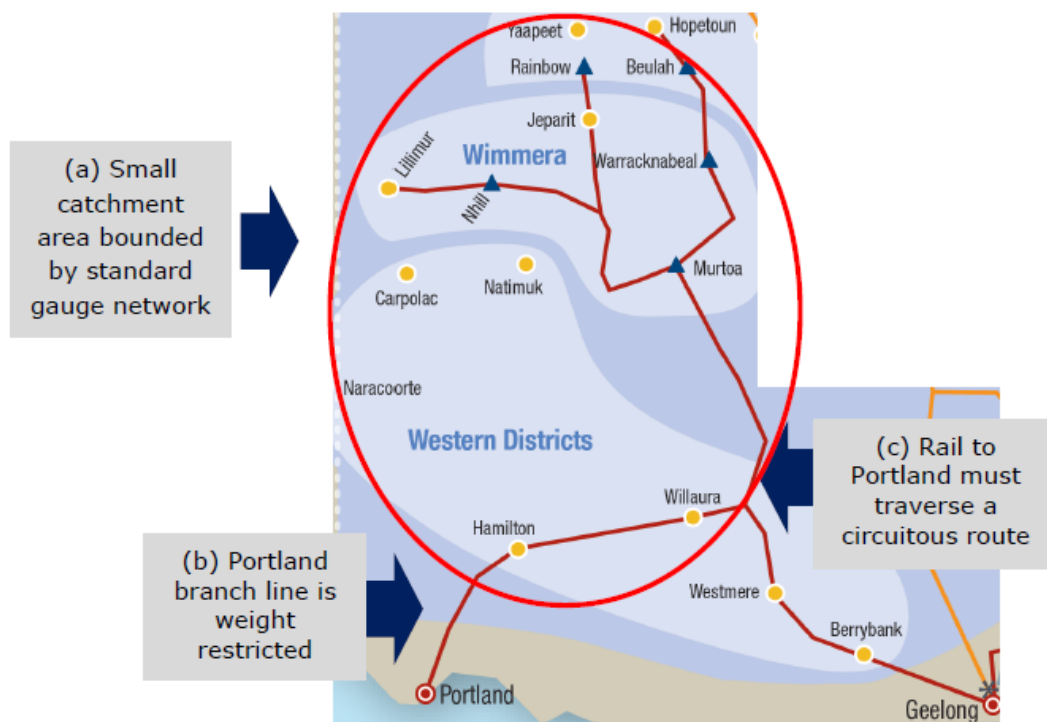 Yaapeet
Hopetoun
Rainbow
Beulah
Jeparit
(a) Small
catchment
area bounded
by standard
gauge network
Lillimur
Wimmera
Warracknabeal
Nhill
Murtoa
Carpolac
Natimuk
Naracoorte
Western Districts
(c) Rail to
Portland must
traverse a
circuitous route
Willaura
Hamilton
(b) Portland
branch line is
weight
restricted
Westmere
Berrybank
Portland
Geelong